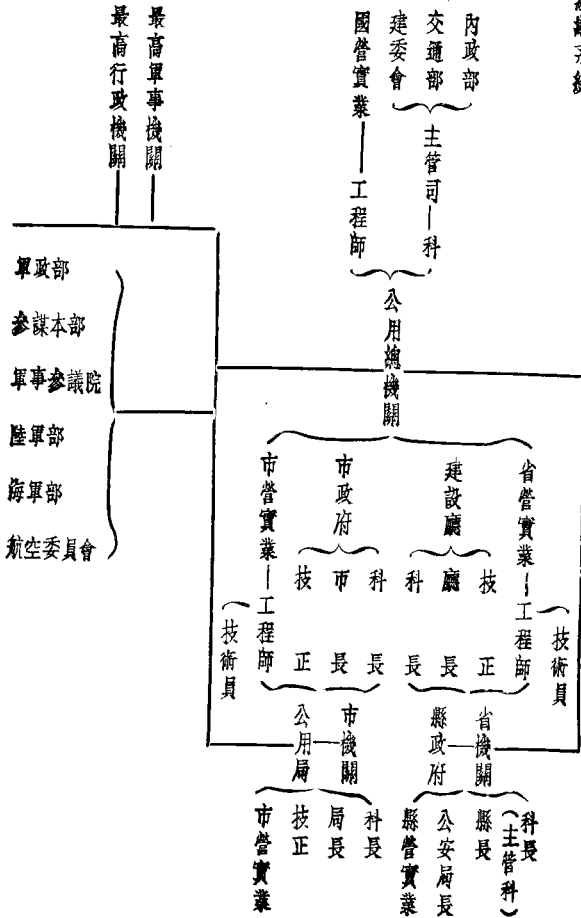 內政部
交通部
建委會
國營實業
主管司
科
工程師
最高軍事機關
最高行政機關
公用總機關
軍政部
參謀本部
軍事參議院
陸軍部
海軍部
航空委員會
省營實業
工程師
技術員
建設廳
技正
廳長
科長
市政府
科長
市長
技正
市營實業
工程師
技術員
省機關
縣政府
科長
(主管科)
縣長
公安局長
縣營實業
市機關
公用局
科長
局長
技正
市營實業